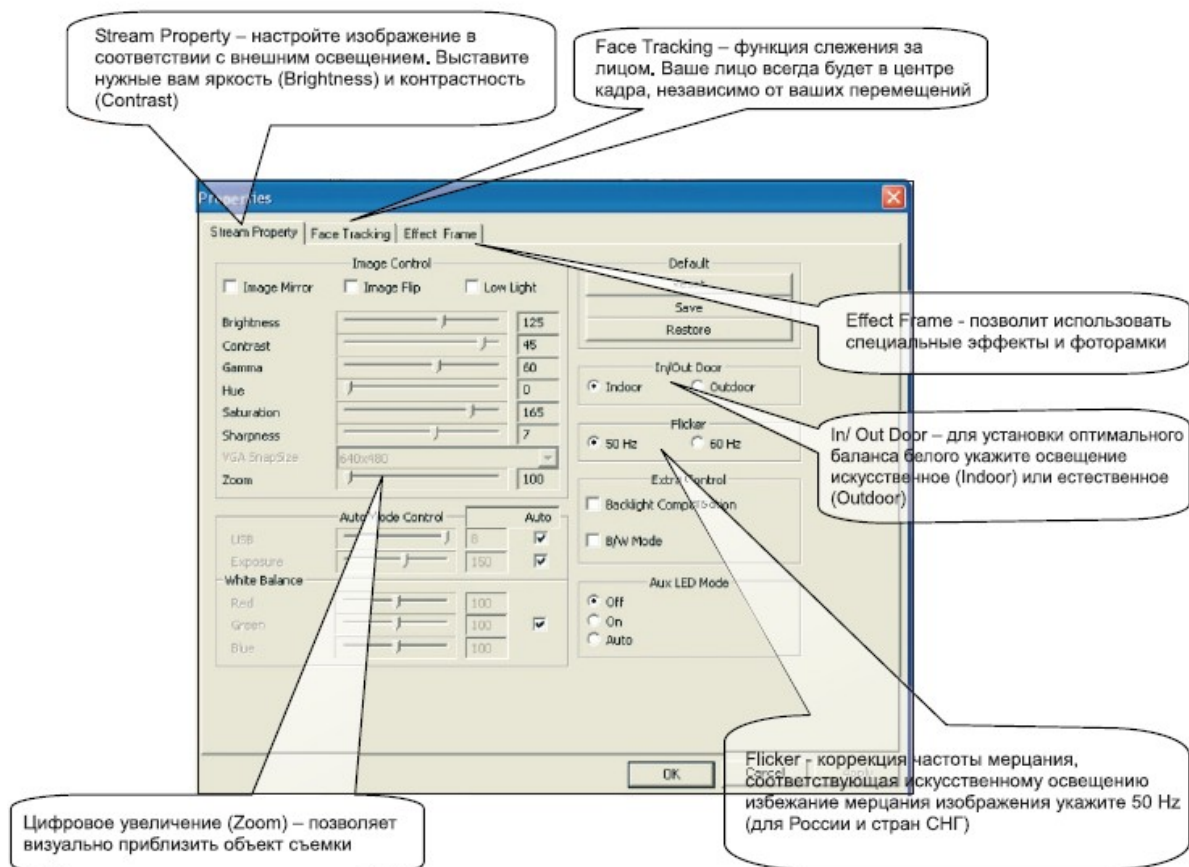 Stream Property – настройте изображение в
соответствии с внешним освещением. Выставите
нужные вам яркость (Brightness) и контрастность
(Contrast)
Face Tracking – функция слежения за
лицом. Ваше лицо всегда будет в центре
кадра, независимо от ваших перемещений
Properties
Stream Property Face Tracking Effect Frame
Image Control
Image Mirror Image Flip Low Light
Brightness 125
Contrast 45
Gamma 60
Hue 0
Saturation 165
Sharpness 7
VGA SnapSize 640x480
Zoom 100
Auto Mode Control Auto
USB 8
Exposure 150
White Balance
Red 100
Green 100
Blue 100
Default
Save
Restore
In/Out Door
Indoor Outdoor
Flicker
50 Hz 60 Hz
Extra Control
Backlight Compensation
B/W Mode
Aux LED Mode
Off
On
Auto
OK Cancel Apply
Effect Frame - позволит использовать
специальные эффекты и фоторамки
In/ Out Door – для установки оптимального
баланса белого укажите освещение
искусственное (Indoor) или естественное
(Outdoor)
Flicker - коррекция частоты мерцания,
соответствующая искусственному освещению
избежание мерцания изображения укажите 50 Hz
(для России и стран СНГ)
Цифровое увеличение (Zoom) – позволяет
визуально приблизить объект съемки